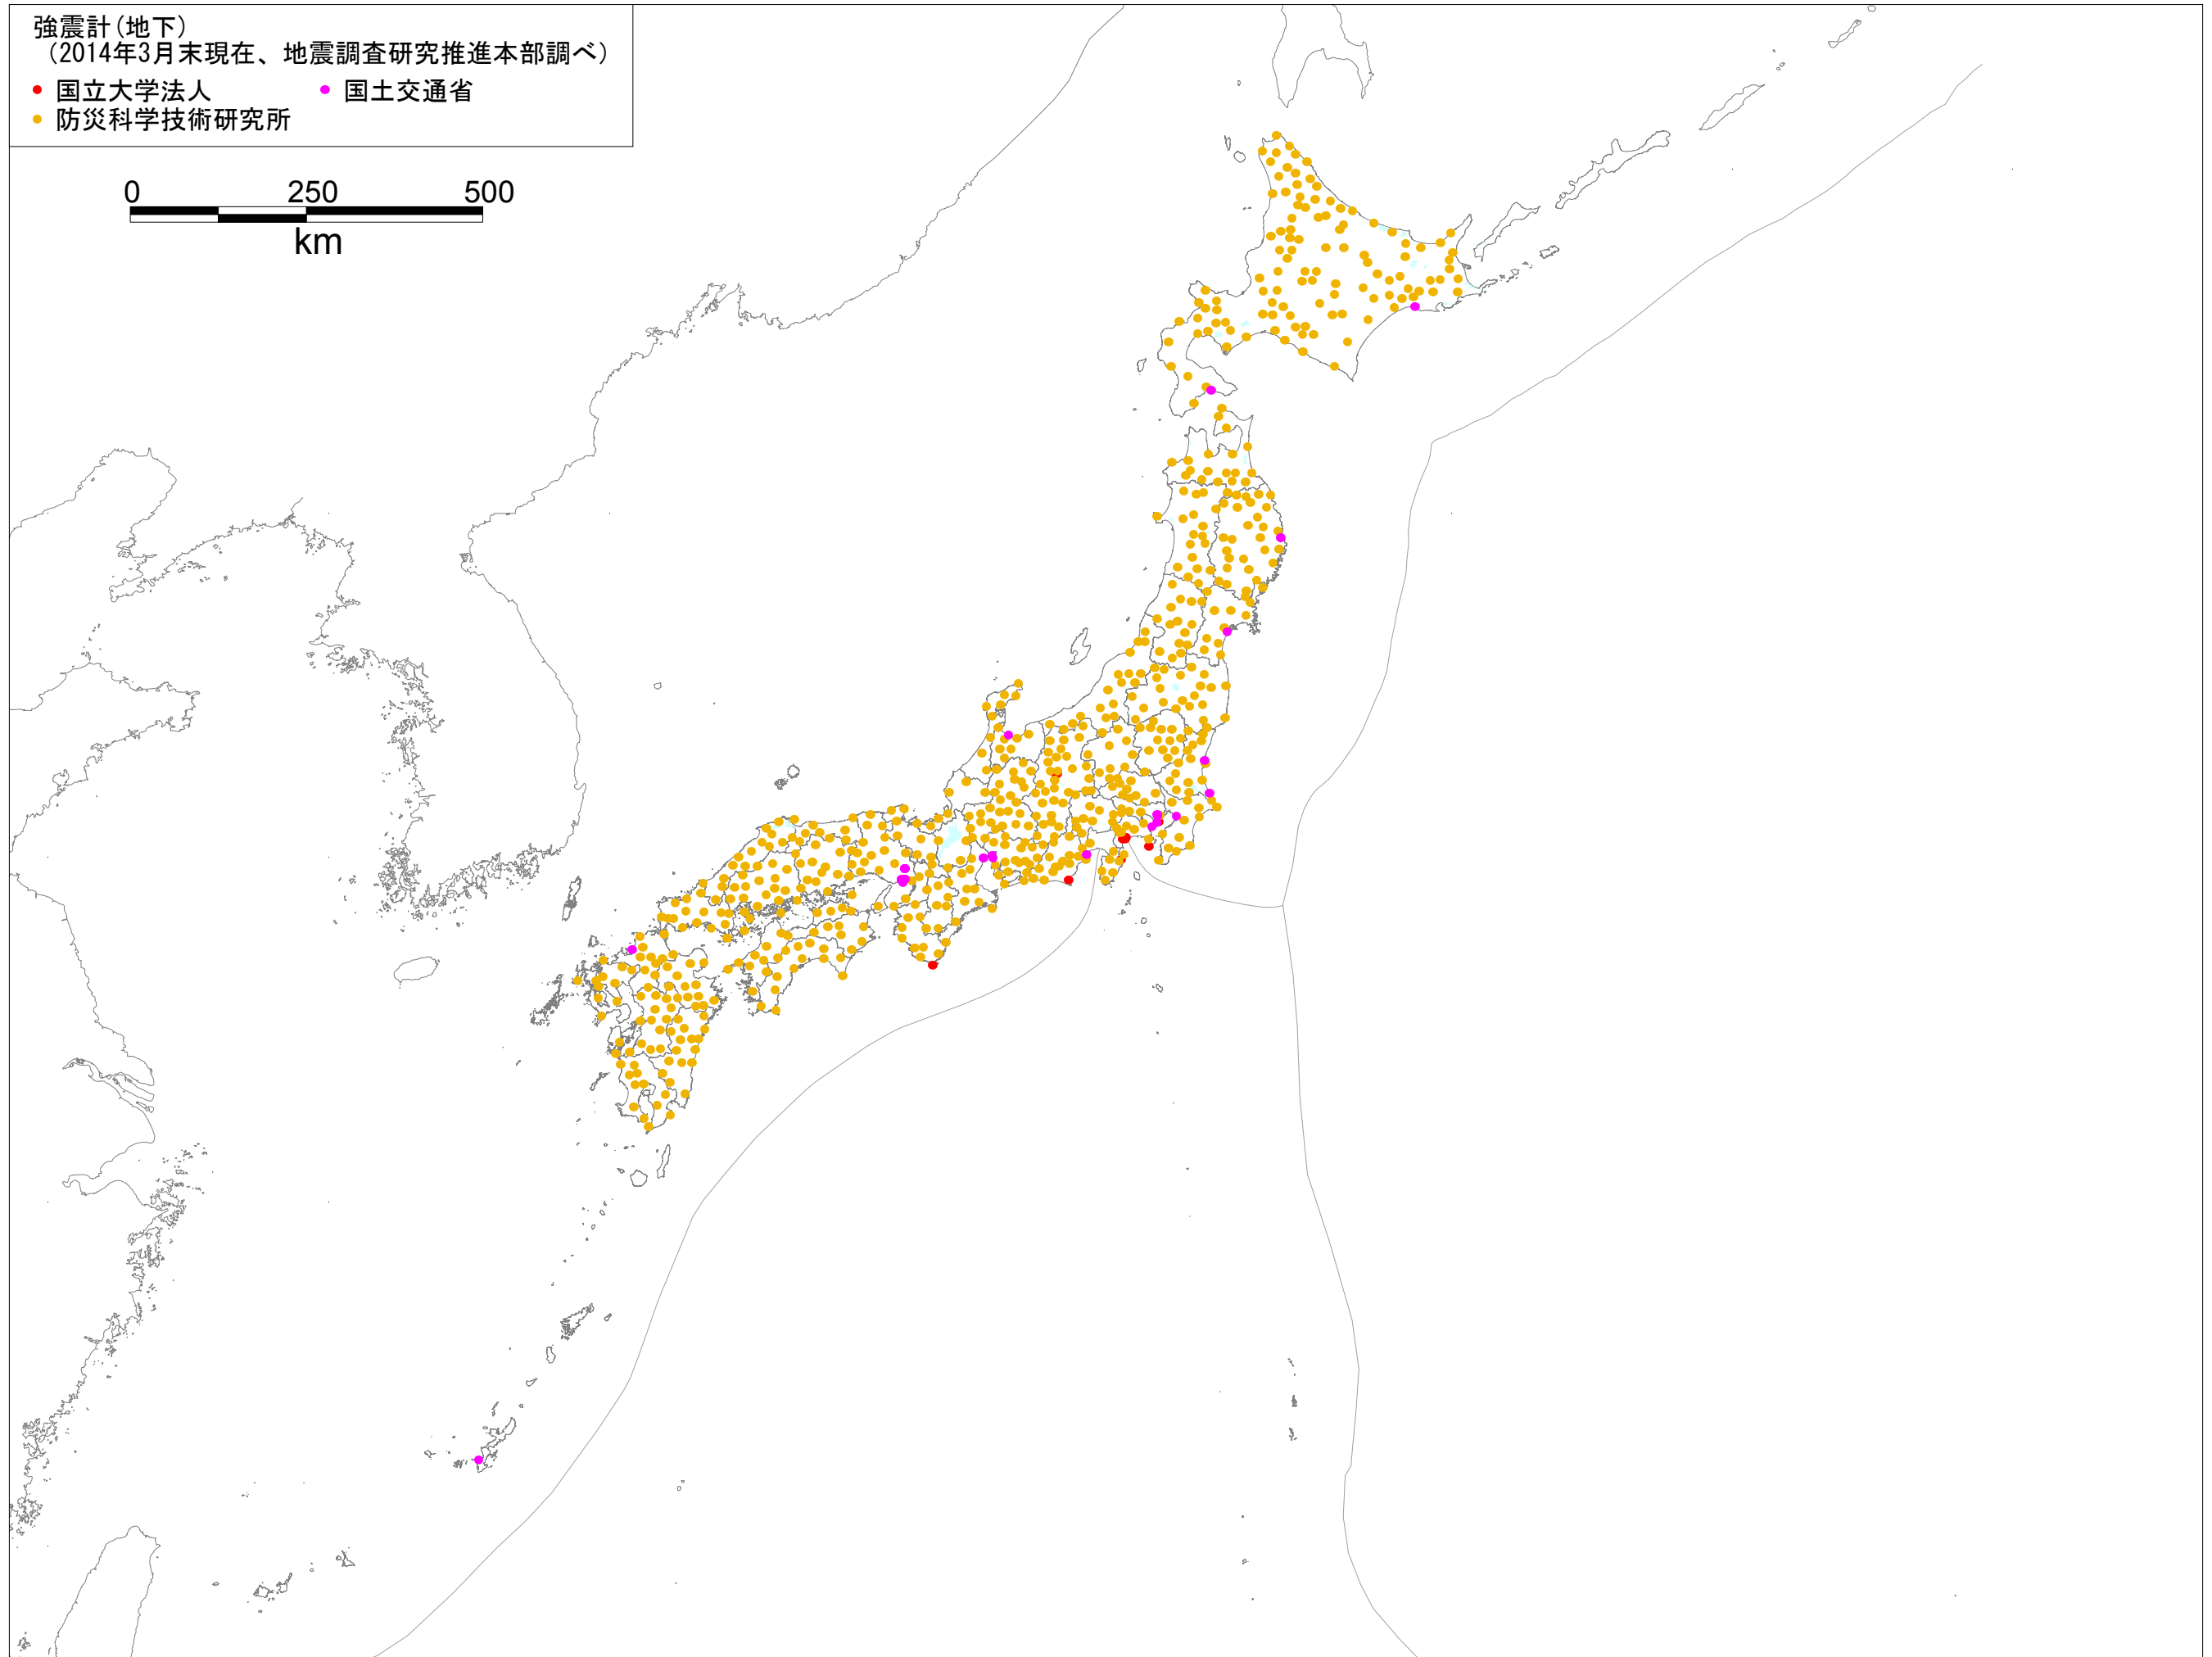 強震計(地下)
（2014年3月末現在、地震調査研究推進本部調べ）
国立大学法人 国土交通省
防災科学技術研究所
0 250 500
km